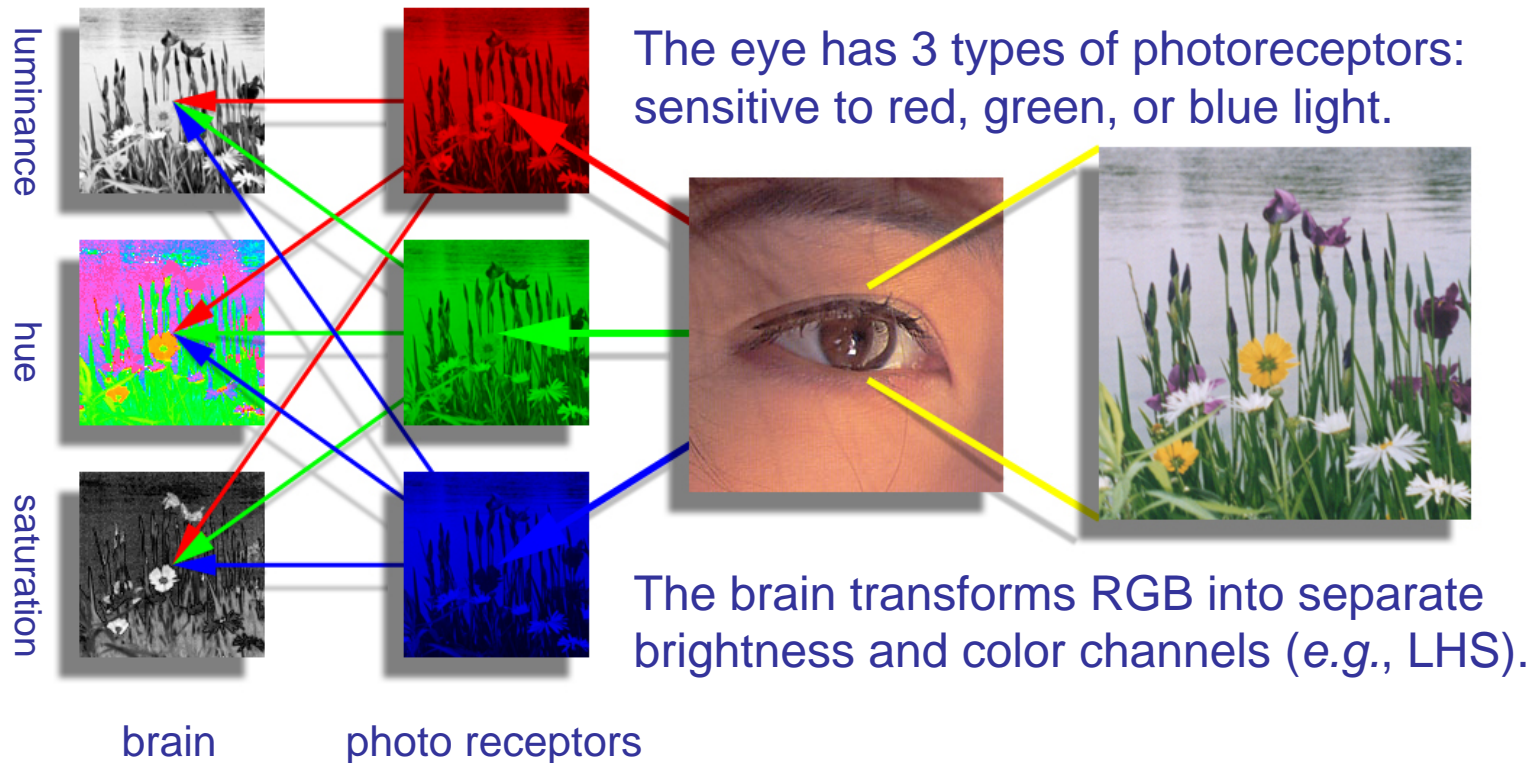 luminance
hue
saturation
The eye has 3 types of photoreceptors:
sensitive to red, green, or blue light.
The brain transforms RGB into separate
brightness and color channels (e.g., LHS).
brain
photo receptors